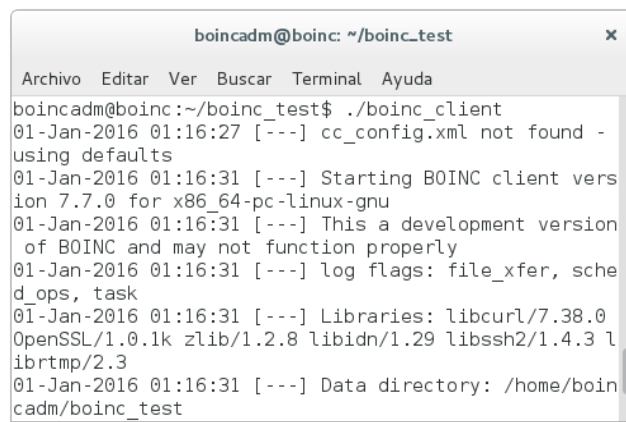 boincadm@boinc: ~/boinc_test ×
Archivo Editar Ver Buscar Terminal Ayuda
boincadm@boinc:~/boinc_test$ ./boinc_client
01-Jan-2016 01:16:27 [---] cc_config.xml not found -
using defaults
01-Jan-2016 01:16:31 [---] Starting BOINC client vers
ion 7.7.0 for x86_64-pc-linux-gnu
01-Jan-2016 01:16:31 [---] This a development version
 of BOINC and may not function properly
01-Jan-2016 01:16:31 [---] log flags: file_xfer, sche
d_ops, task
01-Jan-2016 01:16:31 [---] Libraries: libcurl/7.38.0
OpenSSL/1.0.1k zlib/1.2.8 libidn/1.29 libssh2/1.4.3 l
ibrtmp/2.3
01-Jan-2016 01:16:31 [---] Data directory: /home/boin
cadm/boinc_test